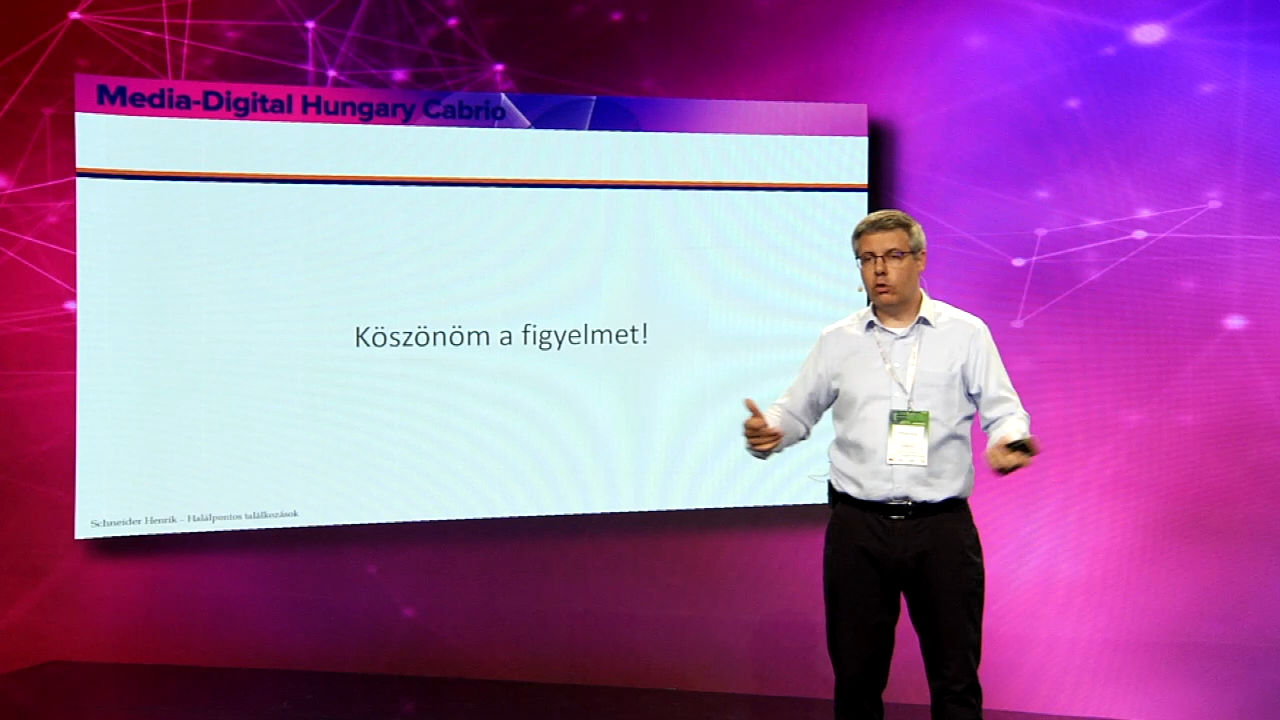 Media-Digital Hungary Cabrio
Köszönöm a figyelmet!
Schneider Henrik – Halálpontos találkozások